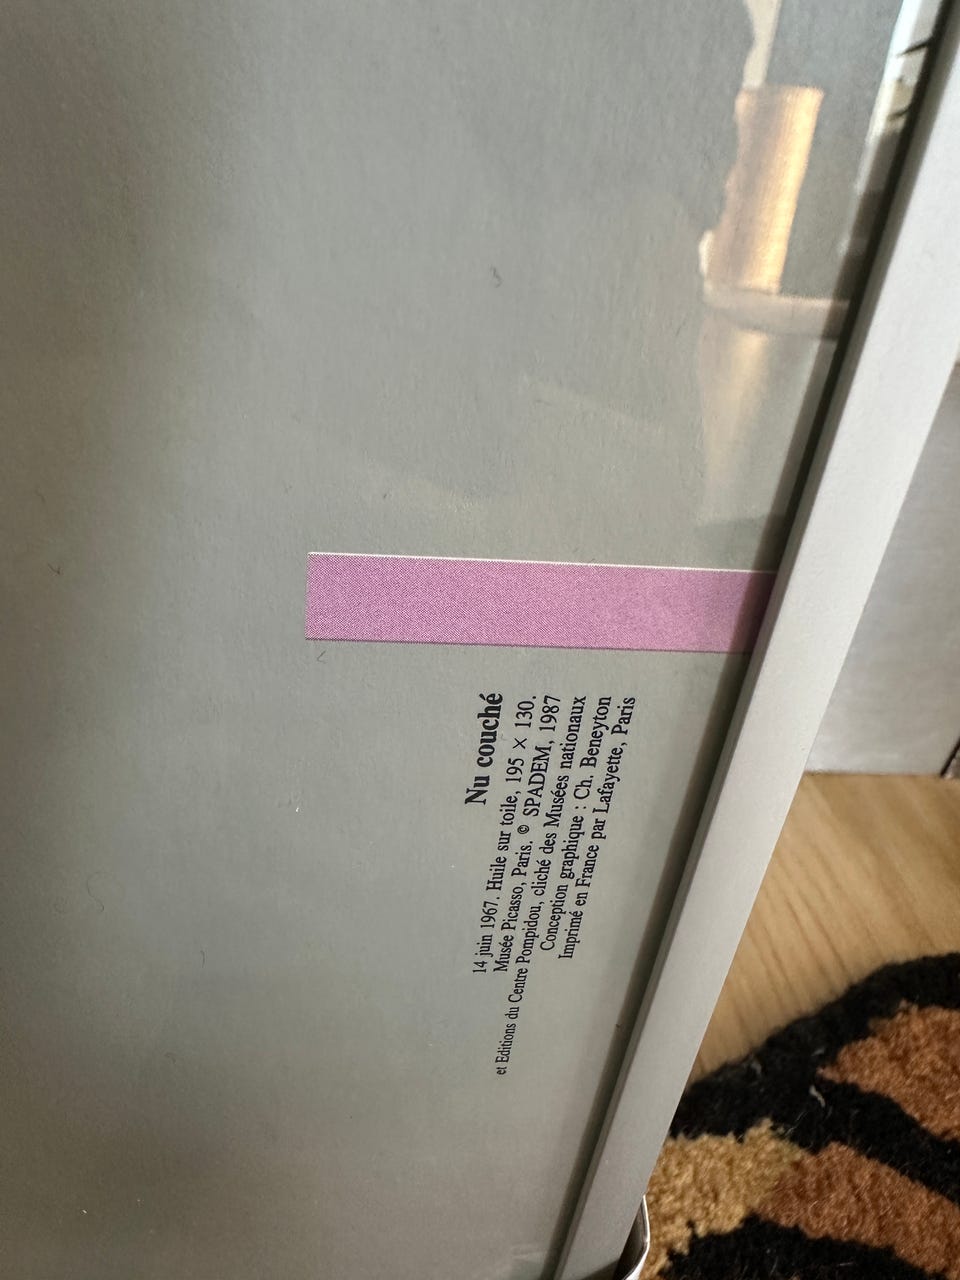 Nu couché
14 juin 1967. Huile sur toile, 195 × 130.
Musée Picasso, Paris. © SPADEM, 1987
et Editions du Centre Pompidou, cliché des Musées nationaux
Conception graphique : Ch. Beneyton
Imprimé en France par Lafayette, Paris